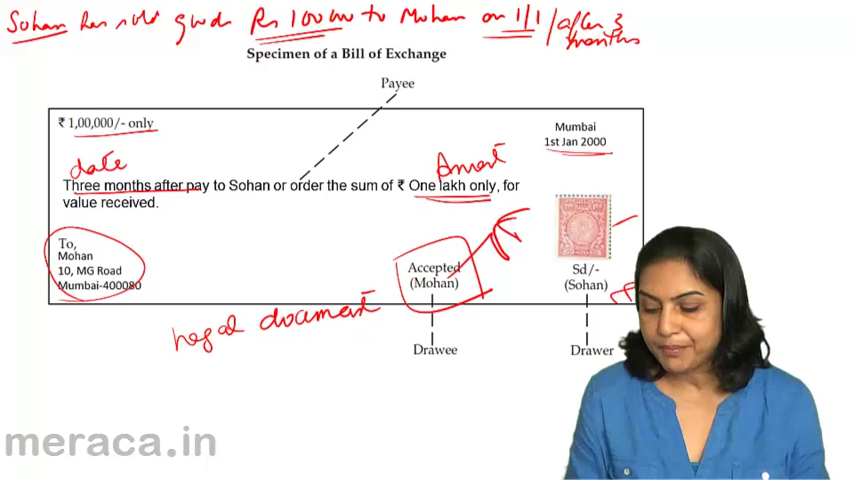 Sohan has sold goods Rs 100000 to Mohan on 1/1/after 3
months
Specimen of a Bill of Exchange
Payee
₹ 1,00,000/- only
Mumbai
1st Jan 2000
date
Amount
Three months after pay to Sohan or order the sum of ₹ One lakh only, for
value received.
To,
Mohan
10, MG Road
Mumbai-400080
Accepted
(Mohan)
Sd/-
(Sohan)
legal document
Drawee
Drawer
meraca.in